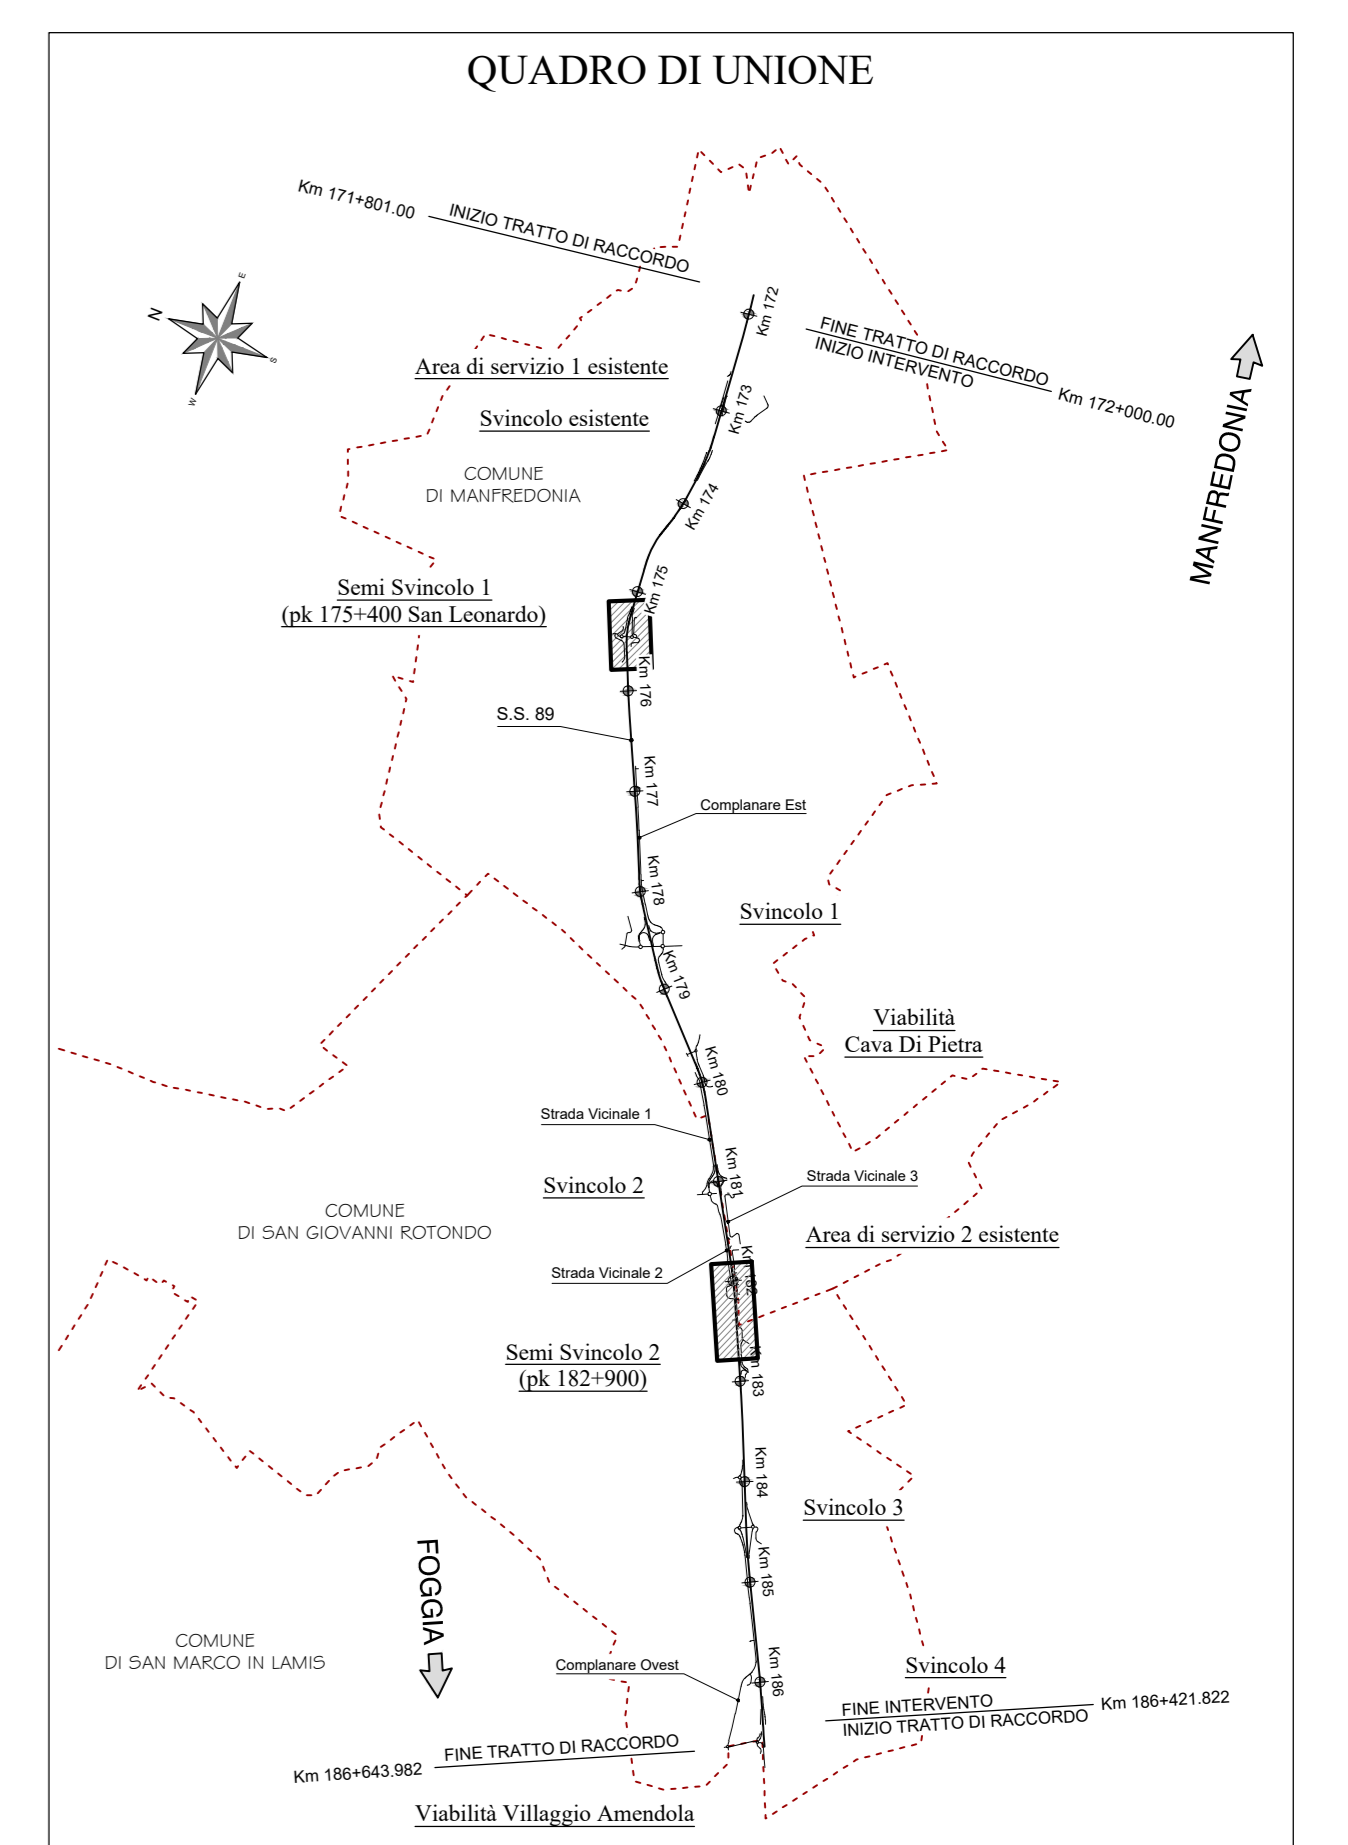 QUADRO DI UNIONE
Km 171+801.00
INIZIO TRATTO DI RACCORDO
E
N
S
W
Km 172
FINE TRATTO DI RACCORDO
INIZIO INTERVENTO
Km 172+000.00
Area di servizio 1 esistente
Svincolo esistente
Km 173
MANFREDONIA
COMUNE
DI MANFREDONIA
Km 174
Semi Svincolo 1
(pk 175+400 San Leonardo)
Km 175
Km 176
S.S. 89
Km 177
Complanare Est
Km 178
Svincolo 1
Km 179
Viabilità
Cava Di Pietra
Km 180
Strada Vicinale 1
Km 181
Strada Vicinale 3
Svincolo 2
COMUNE
DI SAN GIOVANNI ROTONDO
Area di servizio 2 esistente
Strada Vicinale 2
Km 182
Semi Svincolo 2
(pk 182+900)
Km 183
Km 184
Svincolo 3
FOGGIA
Km 185
COMUNE
DI SAN MARCO IN LAMIS
Complanare Ovest
Km 186
Svincolo 4
FINE INTERVENTO
INIZIO TRATTO DI RACCORDO
Km 186+421.822
FINE TRATTO DI RACCORDO
Km 186+643.982
Viabilità Villaggio Amendola